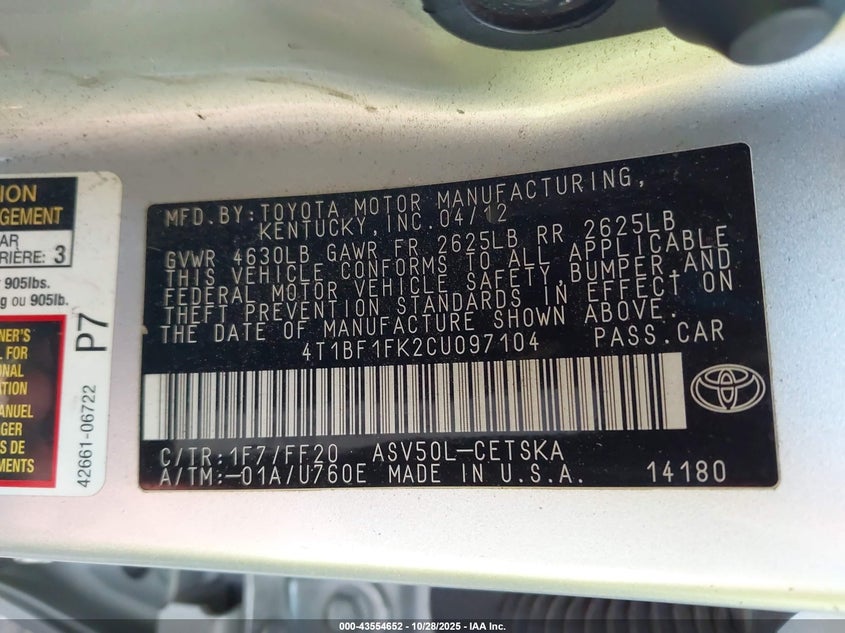 ION
GEMENT
AR
RIÈRE: 3
905lbs.
g ou 905lb.
NER'S
L FOR
ONAL
ATION
ANUEL
GER
S DE
ON
P7
42661-06722
MFD. BY: TOYOTA MOTOR MANUFACTURING,
KENTUCKY, INC. 04/12
GVWR 4630LB GAWR FR 2625LB RR 2625LB
THIS VEHICLE CONFORMS TO ALL APPLICABLE
FEDERAL MOTOR VEHICLE SAFETY,BUMPER,AND
THEFT PREVENTION STANDARDS IN EFFECT ON
THE DATE OF MANUFACTURE SHOWN ABOVE.
4T1BF1FK2CU097104 PASS.CAR
C/TR:1F7/FF20 ASV50L-CETSKA
A/TM:-01A/U760E MADE IN U.S.A. 14180
000-43554652 - 10/28/2025 - IAA Inc.